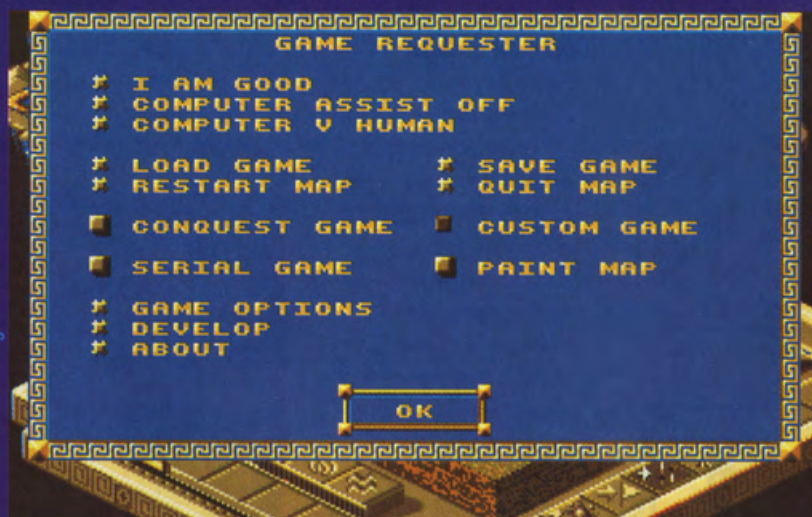 GAME REQUESTER
I AM GOOD
COMPUTER ASSIST OFF
COMPUTER V HUMAN
LOAD GAME SAVE GAME
RESTART MAP QUIT MAP
CONQUEST GAME CUSTOM GAME
SERIAL GAME PAINT MAP
GAME OPTIONS
DEVELOP
ABOUT
OK